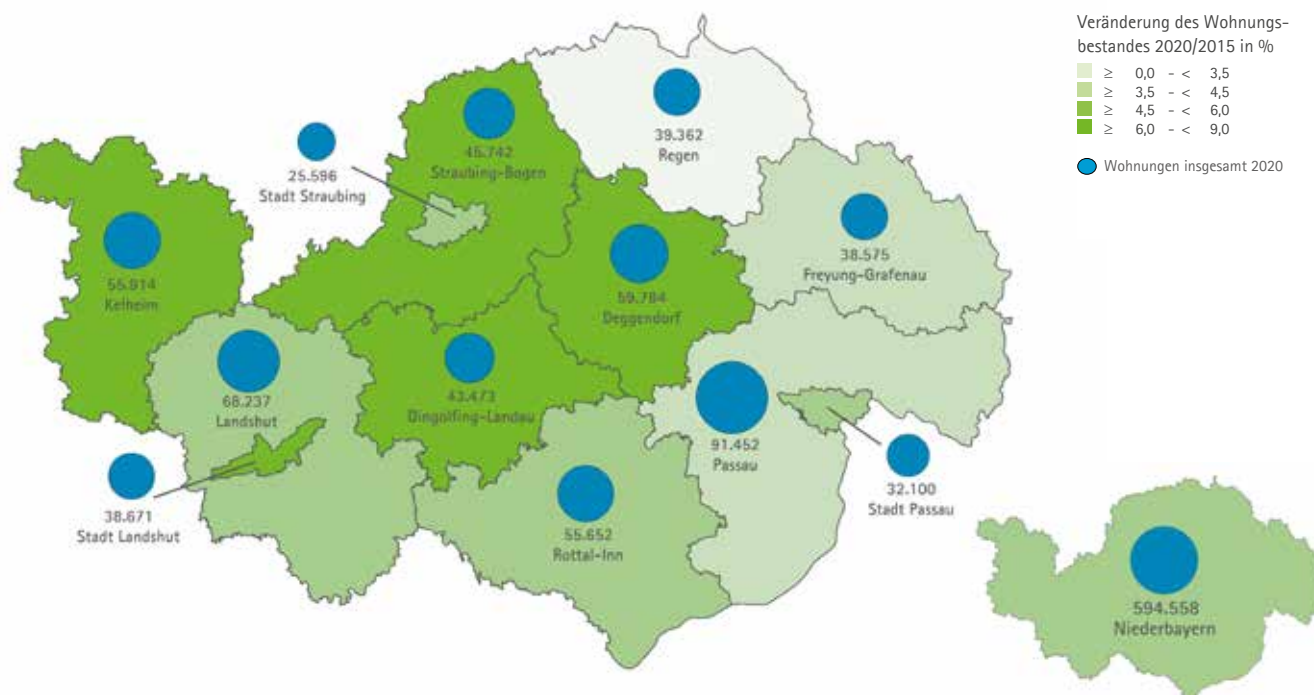 Veränderung des Wohnungs-
bestandes 2020/2015 in %
≥ 0,0 - < 3,5
≥ 3,5 - < 4,5
≥ 4,5 - < 6,0
≥ 6,0 - < 9,0
Wohnungen insgesamt 2020
39.362
Regen
45.742
Straubing-Bogen
25.596
Stadt Straubing
38.575
Freyung-Grafenau
55.914
Kelheim
59.784
Deggendorf
68.237
Landshut
43.473
Dingolfing-Landau
91.452
Passau
38.671
Stadt Landshut
32.100
Stadt Passau
55.652
Rottal-Inn
594.558
Niederbayern